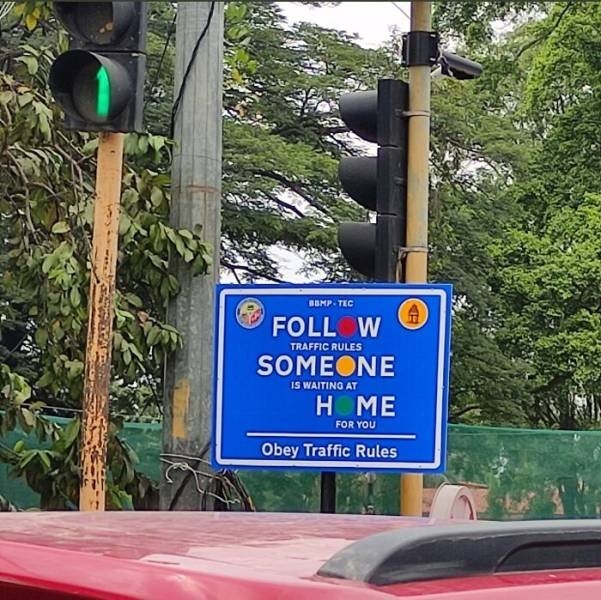 BBMP - TEC
FOLLOW
TRAFFIC RULES
SOMEONE
IS WAITING AT
HOME
FOR YOU
Obey Traffic Rules